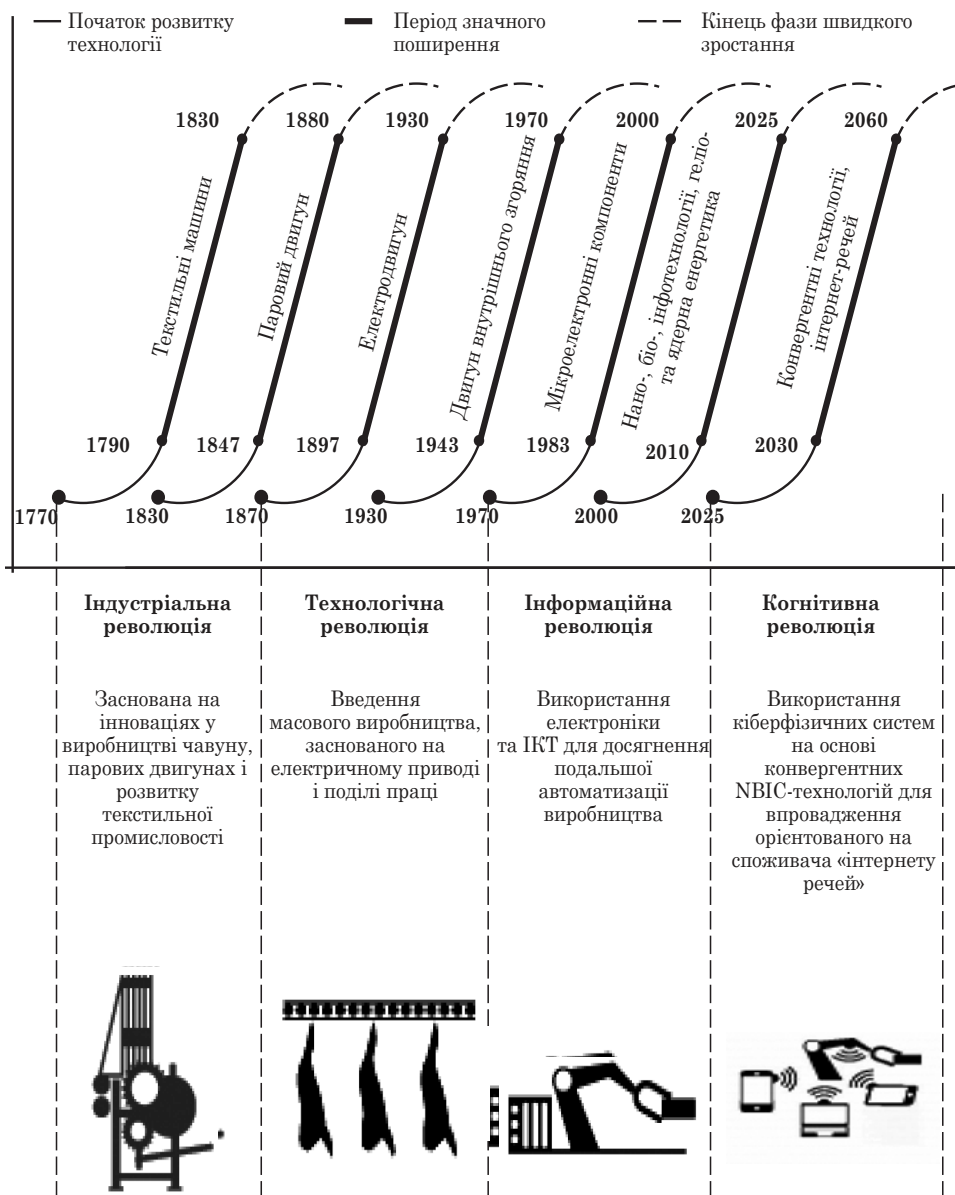 Початок розвитку
технології
Період значного
поширення
Кінець фази швидкого
зростання
1830
1880
1930
1970
2000
2025
2060
Текстильні машини
Паровий двигун
Електродвигун
Двигун внутрішнього згоряння
Мікроелектронні компоненти
Нано-, біо-, інфотехнології, геліо-
та ядерна енергетика
Конвергентні технології,
інтернет-речей
1790
1847
1897
1943
1983
2010
2030
1770
1830
1870
1930
1970
2000
2025
Індустріальна
революція
Заснована на
інноваціях у
виробництві чавуну,
парових двигунах і
розвитку
текстильної
промисловості
Технологічна
революція
Введення
масового виробництва,
заснованого на
електричному приводі
і поділі праці
Інформаційна
революція
Використання
електроніки
та ІКТ для досягнення
подальшої
автоматизації
виробництва
Когнітивна
революція
Використання
кіберфізичних систем
на основі
конвергентних
NBIC-технологій для
впровадження
орієнтованого на
споживача «інтернету
речей»